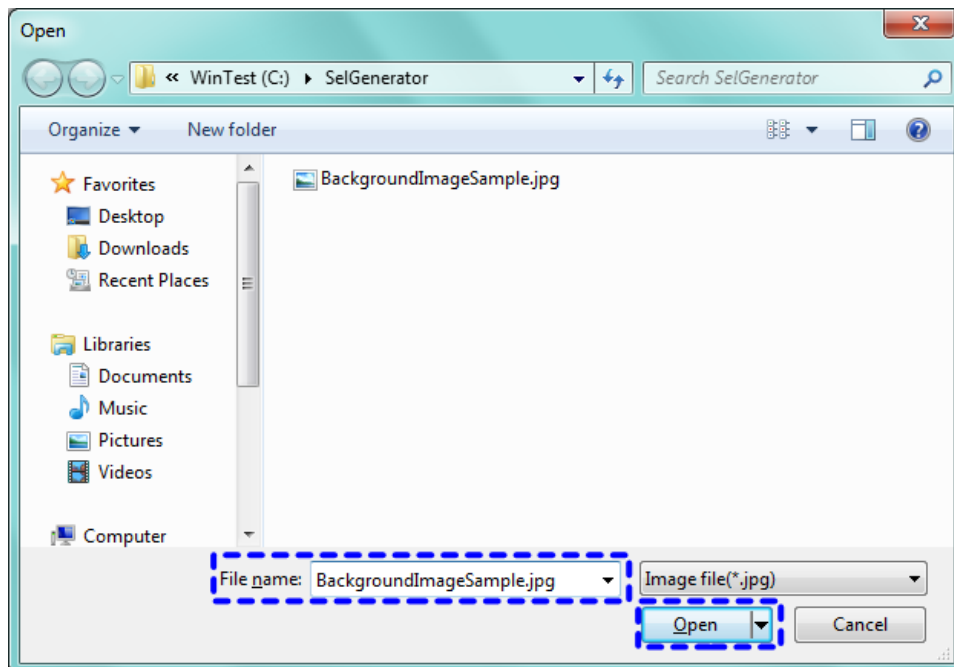 Open
« WinTest (C:) ▸ SelGenerator
Search SelGenerator
Organize
New folder
Favorites
Desktop
Downloads
Recent Places
Libraries
Documents
Music
Pictures
Videos
Computer
BackgroundImageSample.jpg
File name: BackgroundImageSample.jpg
Image file(*.jpg)
Open
Cancel